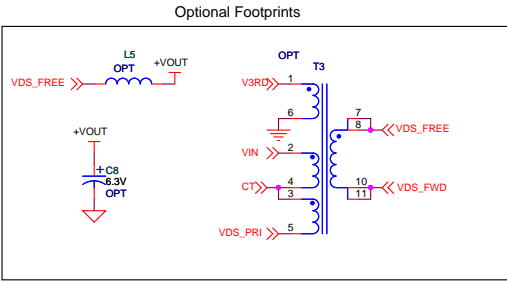 Optional Footprints
L5
OPT
+VOUT
VDS_FREE
+VOUT
+
C8
6.3V
OPT
OPT
T3
V3RD
1
6
VIN
2
CT
4
3
VDS_PRI
5
7
8
VDS_FREE
10
VDS_FWD
11